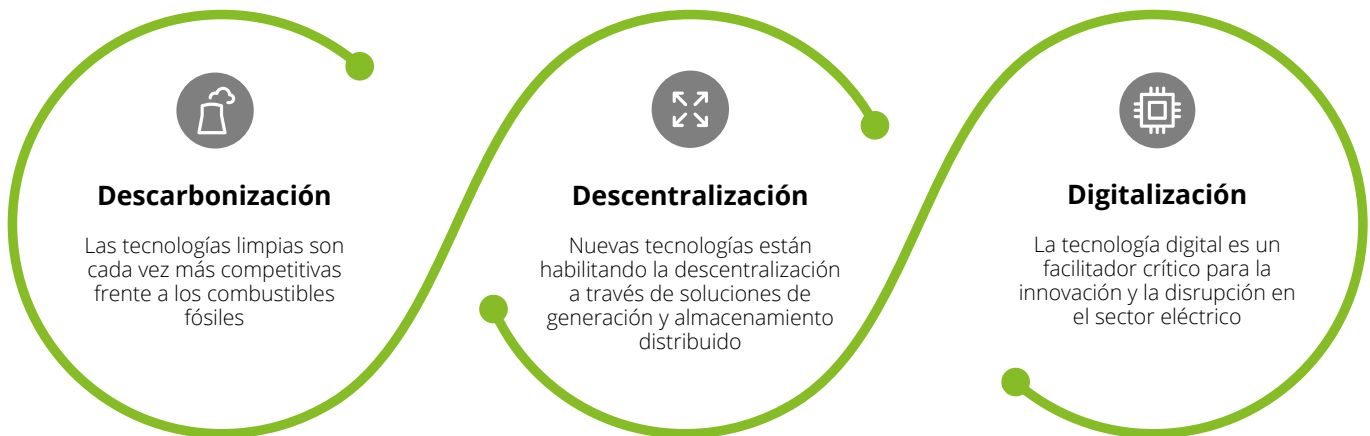 Descarbonización
Las tecnologías limpias son
cada vez más competitivas
frente a los combustibles
fósiles
Descentralización
Nuevas tecnologías están
habilitando la descentralización
a través de soluciones de
generación y almacenamiento
distribuido
Digitalización
La tecnología digital es un
facilitador crítico para la
innovación y la disrupción en
el sector eléctrico